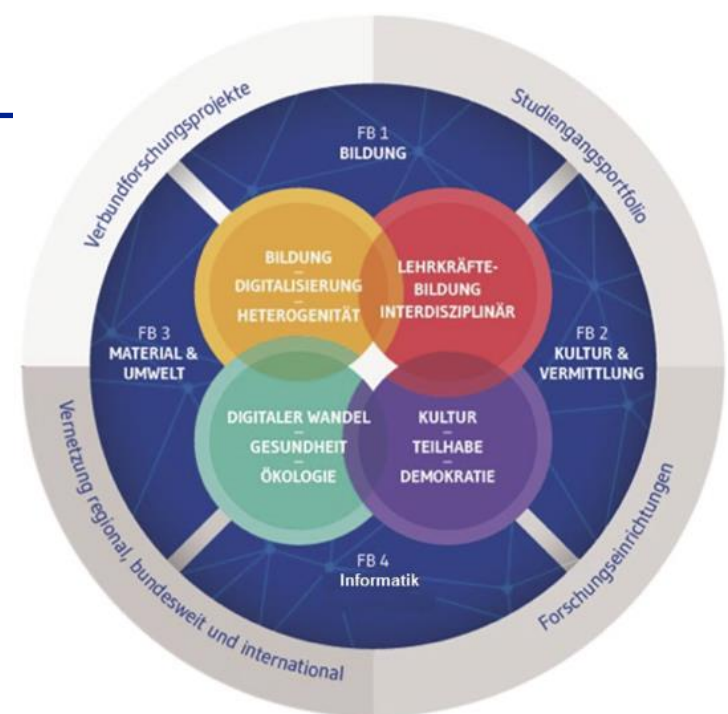 Verbundforschungsprojekte
Studiengangsportfolio
FB 1
BILDUNG
BILDUNG
–
DIGITALISIERUNG
–
HETEROGENITÄT
LEHRKRÄFTE-
BILDUNG
INTERDISZIPLINÄR
FB 3
MATERIAL &
UMWELT
FB 2
KULTUR &
VERMITTLUNG
DIGITALER WANDEL
–
GESUNDHEIT
–
ÖKOLOGIE
KULTUR
–
TEILHABE
–
DEMOKRATIE
FB 4
Informatik
Vernetzung regional, bundesweit und international
Forschungseinrichtungen